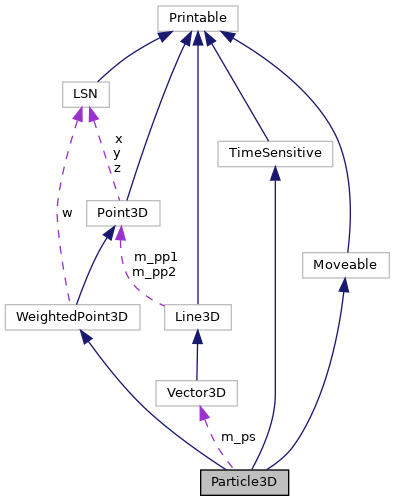 Printable
LSN
x
y
z
TimeSensitive
w
Point3D
m_pp1
m_pp2
Moveable
WeightedPoint3D
Line3D
Vector3D
m_ps
Particle3D